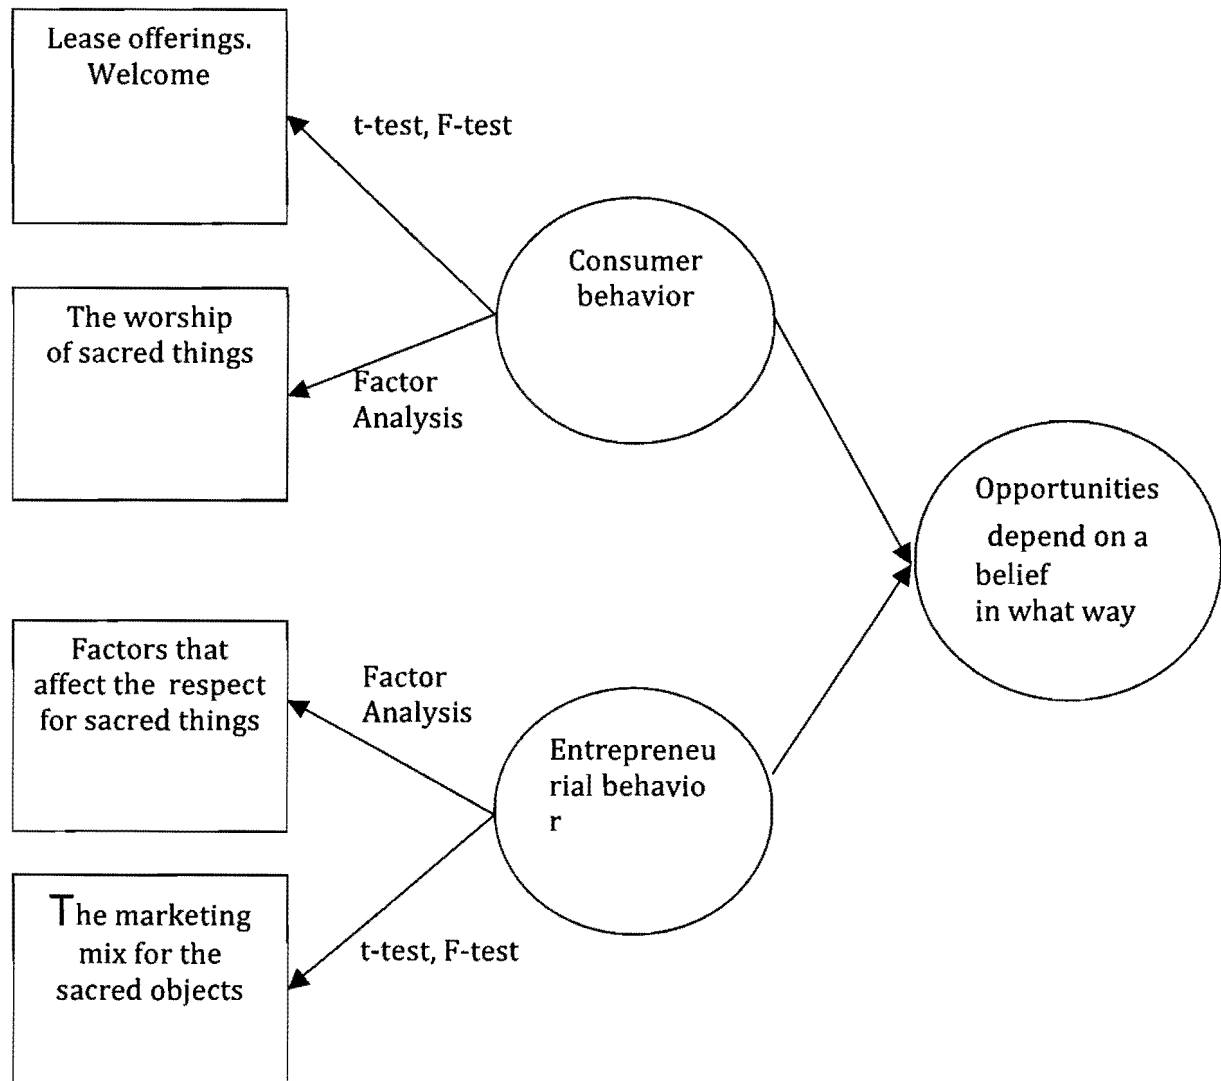 Lease offerings.
Welcome
t-test, F-test
Consumer
behavior
The worship
of sacred things
Factor
Analysis
Opportunities
depend on a
belief
in what way
Factors that
affect the respect
for sacred things
Factor
Analysis
Entrepreneu
rial behavio
r
The marketing
mix for the
sacred objects
t-test, F-test